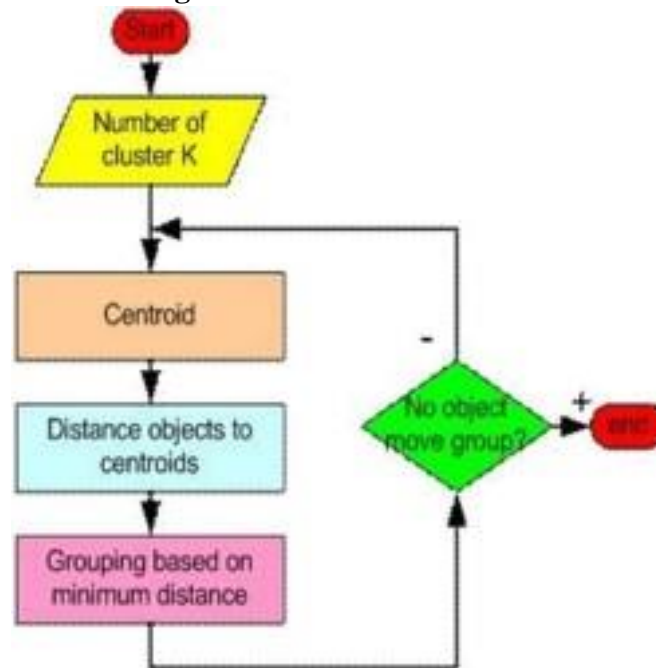 Start
Number of
cluster K
Centroid
-
Distance objects to
centroids
No object
move group?
+
end
Grouping based on
minimum distance